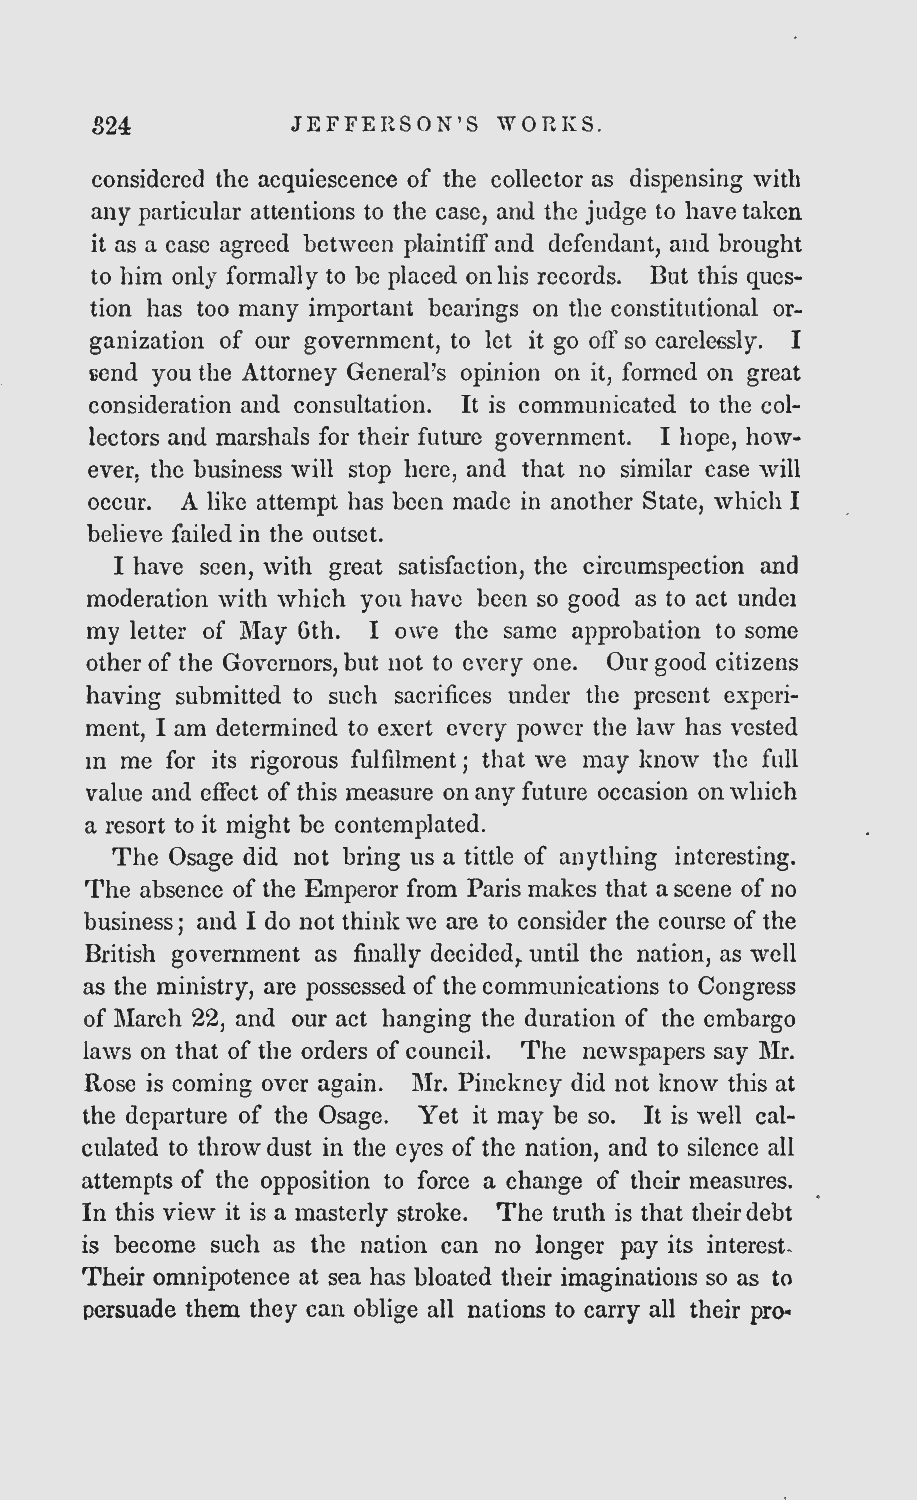 324 JEFFERSON'S WORKS.
considered the acquiescence of the collector as dispensing with
any particular attentions to the case, and the judge to have taken
it as a case agreed between plaintiff and defendant, and brought
to him only formally to be placed on his records. But this ques-
tion has too many important bearings on the constitutional or-
ganization of our government, to let it go off so carelessly. I
send you the Attorney General's opinion on it, formed on great
consideration and consultation. It is communicated to the col-
lectors and marshals for their future government. I hope, how-
ever, the business will stop here, and that no similar case will
occur. A like attempt has been made in another State, which I
believe failed in the outset.
I have seen, with great satisfaction, the circumspection and
moderation with which you have been so good as to act under
my letter of May 6th. I owe the same approbation to some
other of the Governors, but not to every one. Our good citizens
having submitted to such sacrifices under the present experi-
ment, I am determined to exert every power the law has vested
in me for its rigorous fulfilment; that we may know the full
value and effect of this measure on any future occasion on which
a resort to it might be contemplated.
The Osage did not bring us a tittle of anything interesting.
The absence of the Emperor from Paris makes that a scene of no
business; and I do not think we are to consider the course of the
British government as finally decided, until the nation, as well
as the ministry, are possessed of the communications to Congress
of March 22, and our act hanging the duration of the embargo
laws on that of the orders of council. The newspapers say Mr.
Rose is coming over again. Mr. Pinckney did not know this at
the departure of the Osage. Yet it may be so. It is well cal-
culated to throw dust in the eyes of the nation, and to silence all
attempts of the opposition to force a change of their measures.
In this view it is a masterly stroke. The truth is that their debt
is become such as the nation can no longer pay its interest.
Their omnipotence at sea has bloated their imaginations so as to
persuade them they can oblige all nations to carry all their pro-